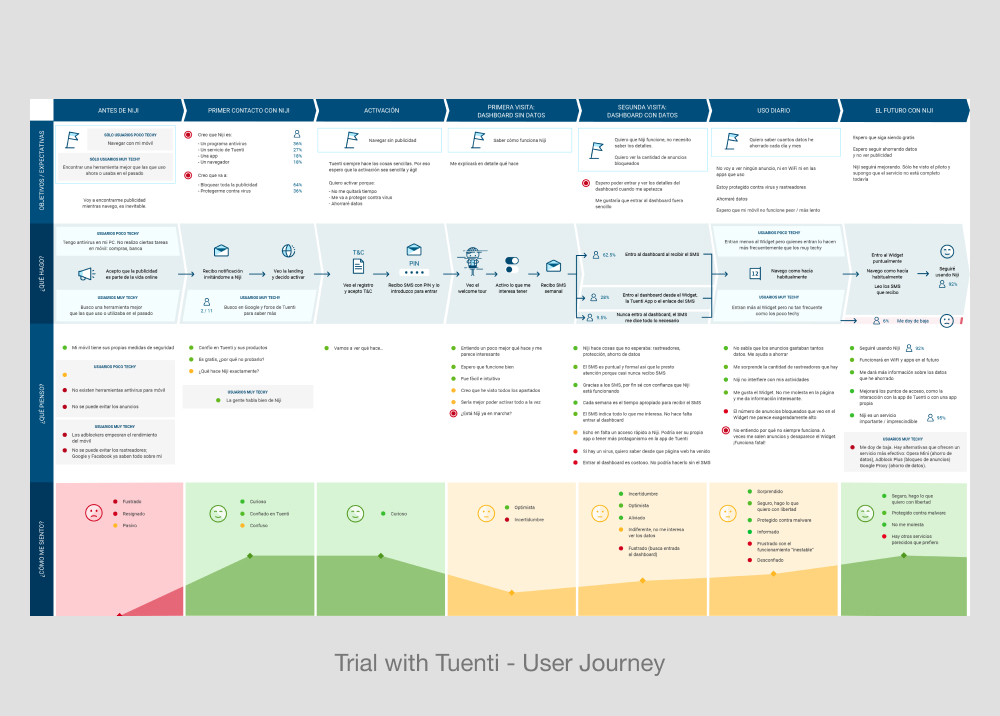 ANTES DE NIJI
PRIMER CONTACTO CON NIJI
ACTIVACIÓN
PRIMERA VISITA:
DASHBOARD SIN DATOS
SEGUNDA VISITA:
DASHBOARD CON DATOS
USO DIARIO
EL FUTURO CON NIJI
OBJETIVOS / EXPECTATIVAS
SÓLO USUARIOS POCO TECHY
Navegar con mi móvil
SÓLO USUARIOS MUY TECHY
Encontrar una herramienta mejor que las que uso
ahora o usaba en el pasado
Voy a encontrarme publicidad
mientras navego, es inevitable
Creo que Niji es:
- Un programa antivirus 36%
- Un servicio de Tuenti 27%
- Una app 18%
- Un navegador 18%
Creo que va a:
- Bloquear toda la publicidad 64%
- Protegerme contra virus 36%
Navegar sin publicidad
Tuenti siempre hace las cosas sencillas. Por eso
espero que la activación sea sencilla y ágil
Quiero activar porque:
- No me quitará tiempo
- Me va a proteger contra virus
- Ahorraré datos
Saber cómo funciona Niji
Me explicará en detalle qué hace
Quiero que Niji funcione, no necesito
saber los detalles.
Quiero ver la cantidad de anuncios
bloqueados
Espero poder entrar y ver los detalles del
dashboard cuando me apetezca
Me gustaría que entrar al dashboard fuera
sencillo
Quiero saber cuantos datos he
ahorrado cada día y mes
No voy a ver ningún anuncio, ni en WiFi ni en las
apps que uso
Estoy protegido contra virus y rastreadores
Ahorraré datos
Espero que mi móvil no funcione peor / más lento
Espero que siga siendo gratis
Espero seguir ahorrando datos
y no ver publicidad
Niji seguirá mejorando. Sólo he visto el piloto y
supongo que el servicio no está completo
todavía
¿QUÉ HAGO?
USUARIOS POCO TECHY
Tengo antivirus en mi PC. No realizo ciertas tareas
en móvil: compras, banca
Acepto que la publicidad
es parte de la vida online
USUARIOS MUY TECHY
Busco una herramienta mejor
que las que uso o utilizaba en el pasado
Recibo notificación
invitándome a Niji
Veo la landing
y decido activar
2 / 11
USUARIOS MUY TECHY
Busco en Google y foros de Tuenti
para saber más
T&C
Veo el registro
y acepto T&C
PIN
Recibo SMS con PIN y lo
introduzco para entrar
Veo el
welcome tour
Activo lo que me
interesa tener
Recibo SMS
semanal
62.5% Entro al dashboard al recibir el SMS
28% Entro al dashboard desde el Widget,
la Tuenti App o el enlace del SMS
9.5% Nunca entro al dashboard, el SMS
me dice todo lo necesario
USUARIOS POCO TECHY
Entran menos al Widget pero quienes entran lo hacen
más frecuentemente que los muy techy
12
Navego como hacía
habitualmente
USUARIOS MUY TECHY
Entran más al Widget pero no tan frecuente
como los poco techy
Entro al Widget
puntualmente
Navego como hacía
habitualmente
Leo los SMS
que recibo
Seguiré
usando Niji
92%
8% Me doy de baja
¿QUÉ PIENSO?
Mi móvil tiene sus propias medidas de seguridad
USUARIOS POCO TECHY
No existen herramientas antivirus para móvil
No se puede evitar los anuncios
USUARIOS MUY TECHY
Los adblockers empeoran el rendimiento
del móvil
No se puede evitar los rastreadores;
Google y Facebook ya saben todo sobre mí
Confío en Tuenti y sus productos
Es gratis, ¿por qué no probarlo?
¿Qué hace Niji exactamente?
USUARIOS MUY TECHY
La gente habla bien de Niji
Vamos a ver qué hace..
Entiendo un poco mejor qué hace y me
parece interesante
Espero que funcione bien
Fue fácil e intuitivo
Creo que he visto todos los apartados
Sería mejor poder activar todo a la vez
¿Está Niji ya en marcha?
Niji hace cosas que no esperaba: rastreadores,
protección, ahorro de datos
El SMS es puntual y formal así que le presto
atención porque casi nunca recibo SMS
Gracias a los SMS, por fin sé con confianza que Niji
está funcionando
Cada semana es el tiempo apropiado para recibir el SMS
El SMS indica todo lo que me interesa. No hace falta
entrar al dashboard
Echo en falta un acceso rápido a Niji. Podría ser su propia
app o tener más protagonismo en la app de Tuenti
Si hay un virus, quiero saber desde que página web ha venido
Entrar al dashboard es costoso. No podría hacerlo sin el SMS
No sabía que los anuncios gastaban tantos
datos. Me ayuda a ahorrar!
Me sorprende la cantidad de rastreadores que hay
Niji no interfiere con mis actividades
Me gusta el Widget. No me molesta en la página
y me da información interesante
El número de anuncios bloqueados que veo en el
Widget me parece exageradamente alto
No entiendo por qué no siempre funciona. A
veces me salen anuncios y desaparece el Widget
¡Funciona fatal!
Seguiré usando Niji 92%
Funcionará en WiFi y apps en el futuro
Me dará más información sobre los datos
que he ahorrado
Mejorará los puntos de acceso, como la
interacción con la app de Tuenti o con una app
propia
Niji es un servicio
importante / imprescindible 95%
USUARIOS MUY TECHY
Me doy de baja. Hay alternativas que ofrecen un
servicio más efectivo: Opera Mini (ahorro de
datos), Adblock Plus (bloqueo de anuncios)
Google Proxy (ahorro de datos).
¿CÓMO ME SIENTO?
Frustrado
Resignado
Pasivo
Curioso
Confiado en Tuenti
Confuso
Curioso
Optimista
Incertidumbre
Incertidumbre
Optimista
Aliviado
Indiferente, no me interesa
ver los datos
Frustrado (busca entrada
al dashboard)
Sorprendido
Seguro, hago lo que
quiero con libertad
Protegido contra malware
Informado
Frustrado con el
funcionamiento "inestable"
Desconfiado
Seguro, hago lo que
quiero con libertad
Protegido contra malware
No me molesta
Hay otros servicios
parecidos que prefiero
Trial with Tuenti - User Journey